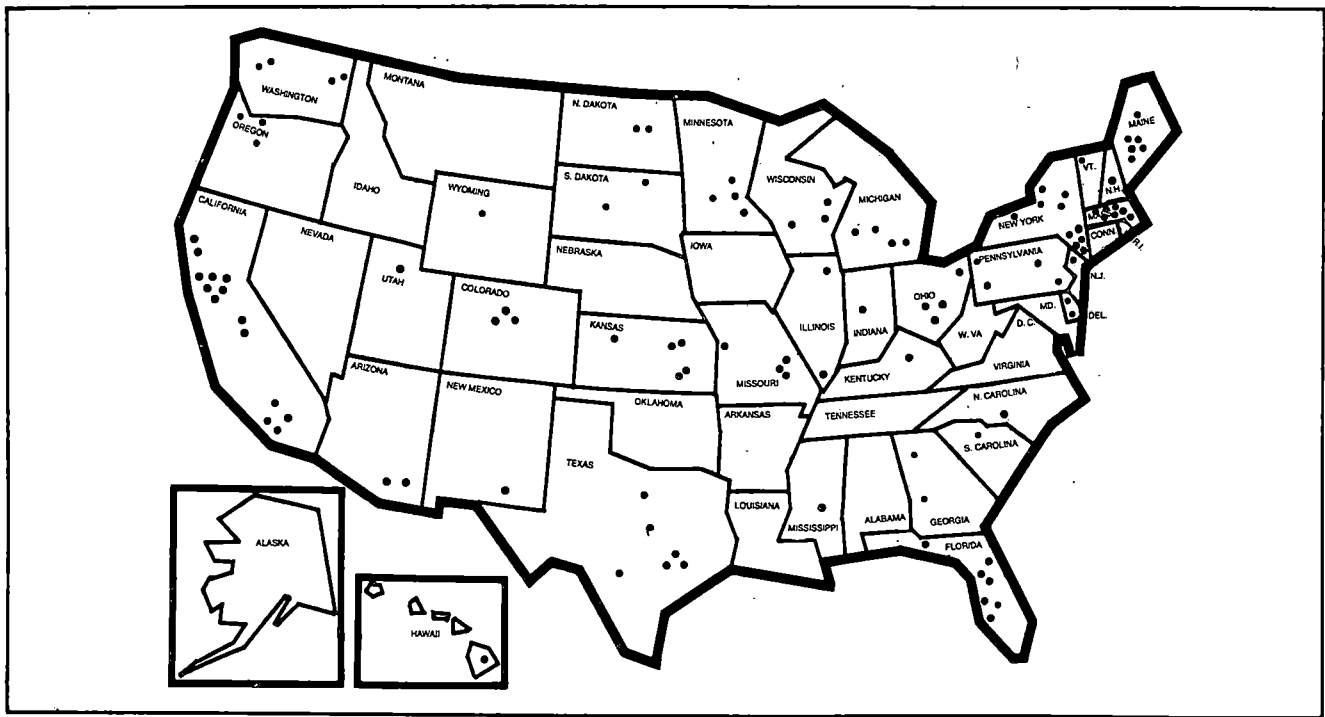 WASHINGTON
MONTANA
N. DAKOTA
MINNESOTA
MAINE
OREGON
VT.
IDAHO
WYOMING
S. DAKOTA
WISCONSIN
MICHIGAN
N.H.
CALIFORNIA
NEVADA
NEW YORK
CONN.
R.I.
UTAH
NEBRASKA
IOWA
PENNSYLVANIA
N.J.
COLORADO
KANSAS
ILLINOIS
INDIANA
OHIO
MD.
DEL.
W. VA
D. C.
ARIZONA
NEW MEXICO
MISSOURI
KENTUCKY
VIRGINIA
OKLAHOMA
ARKANSAS
TENNESSEE
N. CAROLINA
S. CAROLINA
TEXAS
LOUISIANA
MISSISSIPPI
ALABAMA
GEORGIA
FLORIDA
ALASKA
HAWAII